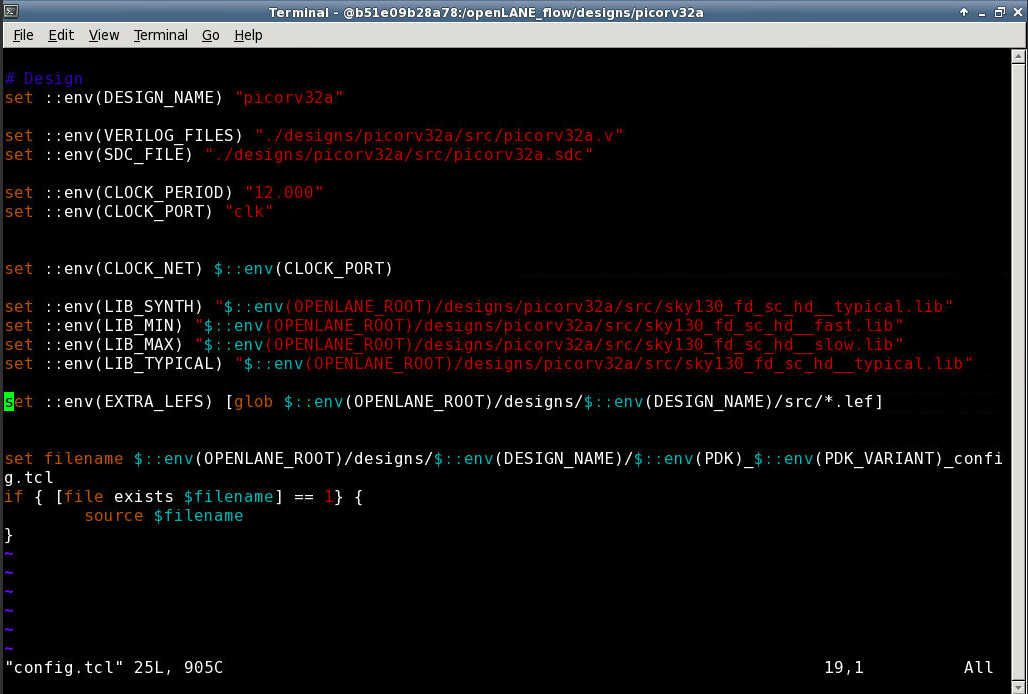 Terminal - @b51e09b28a78:/openLANE_flow/designs/picorv32a
File Edit View Terminal Go Help
# Design
set ::env(DESIGN_NAME) "picorv32a"
set ::env(VERILOG_FILES) "./designs/picorv32a/src/picorv32a.v"
set ::env(SDC_FILE) "./designs/picorv32a/src/picorv32a.sdc"
set ::env(CLOCK_PERIOD) "12.000"
set ::env(CLOCK_PORT) "clk"
set ::env(CLOCK_NET) $::env(CLOCK_PORT)
set ::env(LIB_SYNTH) "$::env(OPENLANE_ROOT)/designs/picorv32a/src/sky130_fd_sc_hd__typical.lib"
set ::env(LIB_MIN) "$::env(OPENLANE_ROOT)/designs/picorv32a/src/sky130_fd_sc_hd__fast.lib"
set ::env(LIB_MAX) "$::env(OPENLANE_ROOT)/designs/picorv32a/src/sky130_fd_sc_hd__slow.lib"
set ::env(LIB_TYPICAL) "$::env(OPENLANE_ROOT)/designs/picorv32a/src/sky130_fd_sc_hd__typical.lib"
set ::env(EXTRA_LEFS) [glob $::env(OPENLANE_ROOT)/designs/$::env(DESIGN_NAME)/src/*.lef]
set filename $::env(OPENLANE_ROOT)/designs/$::env(DESIGN_NAME)/$::env(PDK)_$::env(PDK_VARIANT)_confi
g.tcl
if { [file exists $filename] == 1} {
        source $filename
}
~
~
~
~
~
~
"config.tcl" 25L, 905C 19,1 All